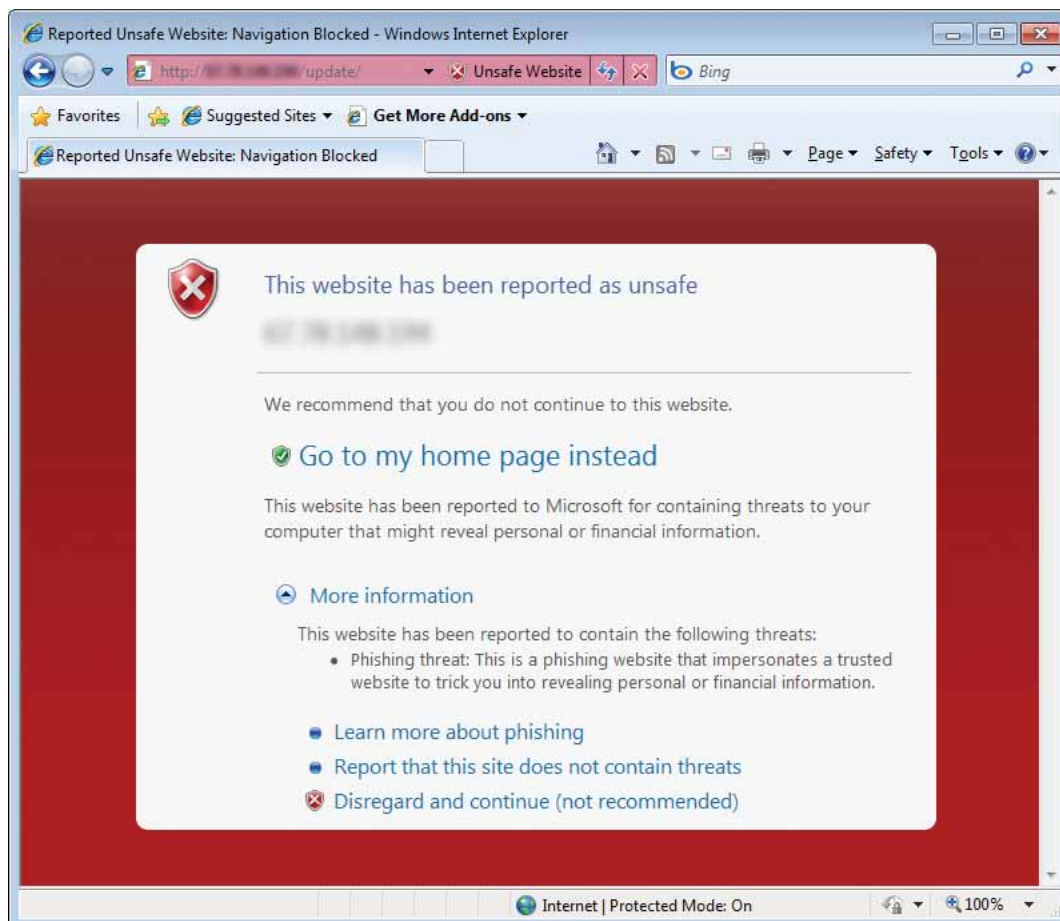 Reported Unsafe Website: Navigation Blocked - Windows Internet Explorer
http:// /update/ Unsafe Website Bing
Favorites Suggested Sites Get More Add-ons
Reported Unsafe Website: Navigation Blocked Page Safety Tools
This website has been reported as unsafe
We recommend that you do not continue to this website.
Go to my home page instead
This website has been reported to Microsoft for containing threats to your
computer that might reveal personal or financial information.
More information
This website has been reported to contain the following threats:
• Phishing threat: This is a phishing website that impersonates a trusted
website to trick you into revealing personal or financial information.
Learn more about phishing
Report that this site does not contain threats
Disregard and continue (not recommended)
Internet | Protected Mode: On 100%